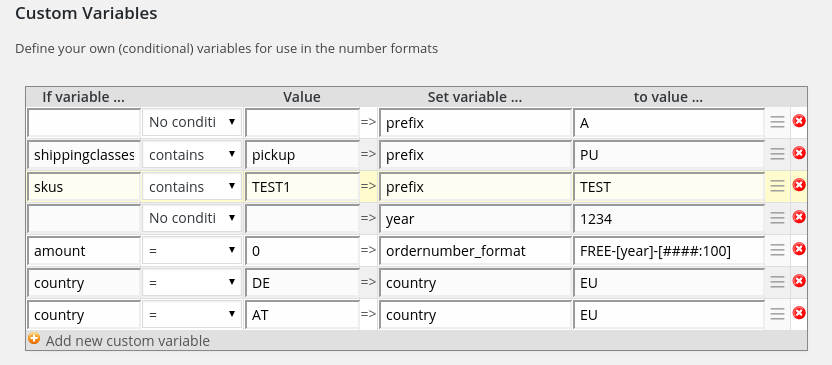 Custom Variables
Define your own (conditional) variables for use in the number formats
If variable ... Value Set variable ... to value ...
No conditi => prefix A
shippingclasses contains pickup => prefix PU
skus contains TEST1 => prefix TEST
No conditi => year 1234
amount = 0 => ordernumber_format FREE-[year]-[####:100]
country = DE => country EU
country = AT => country EU
Add new custom variable